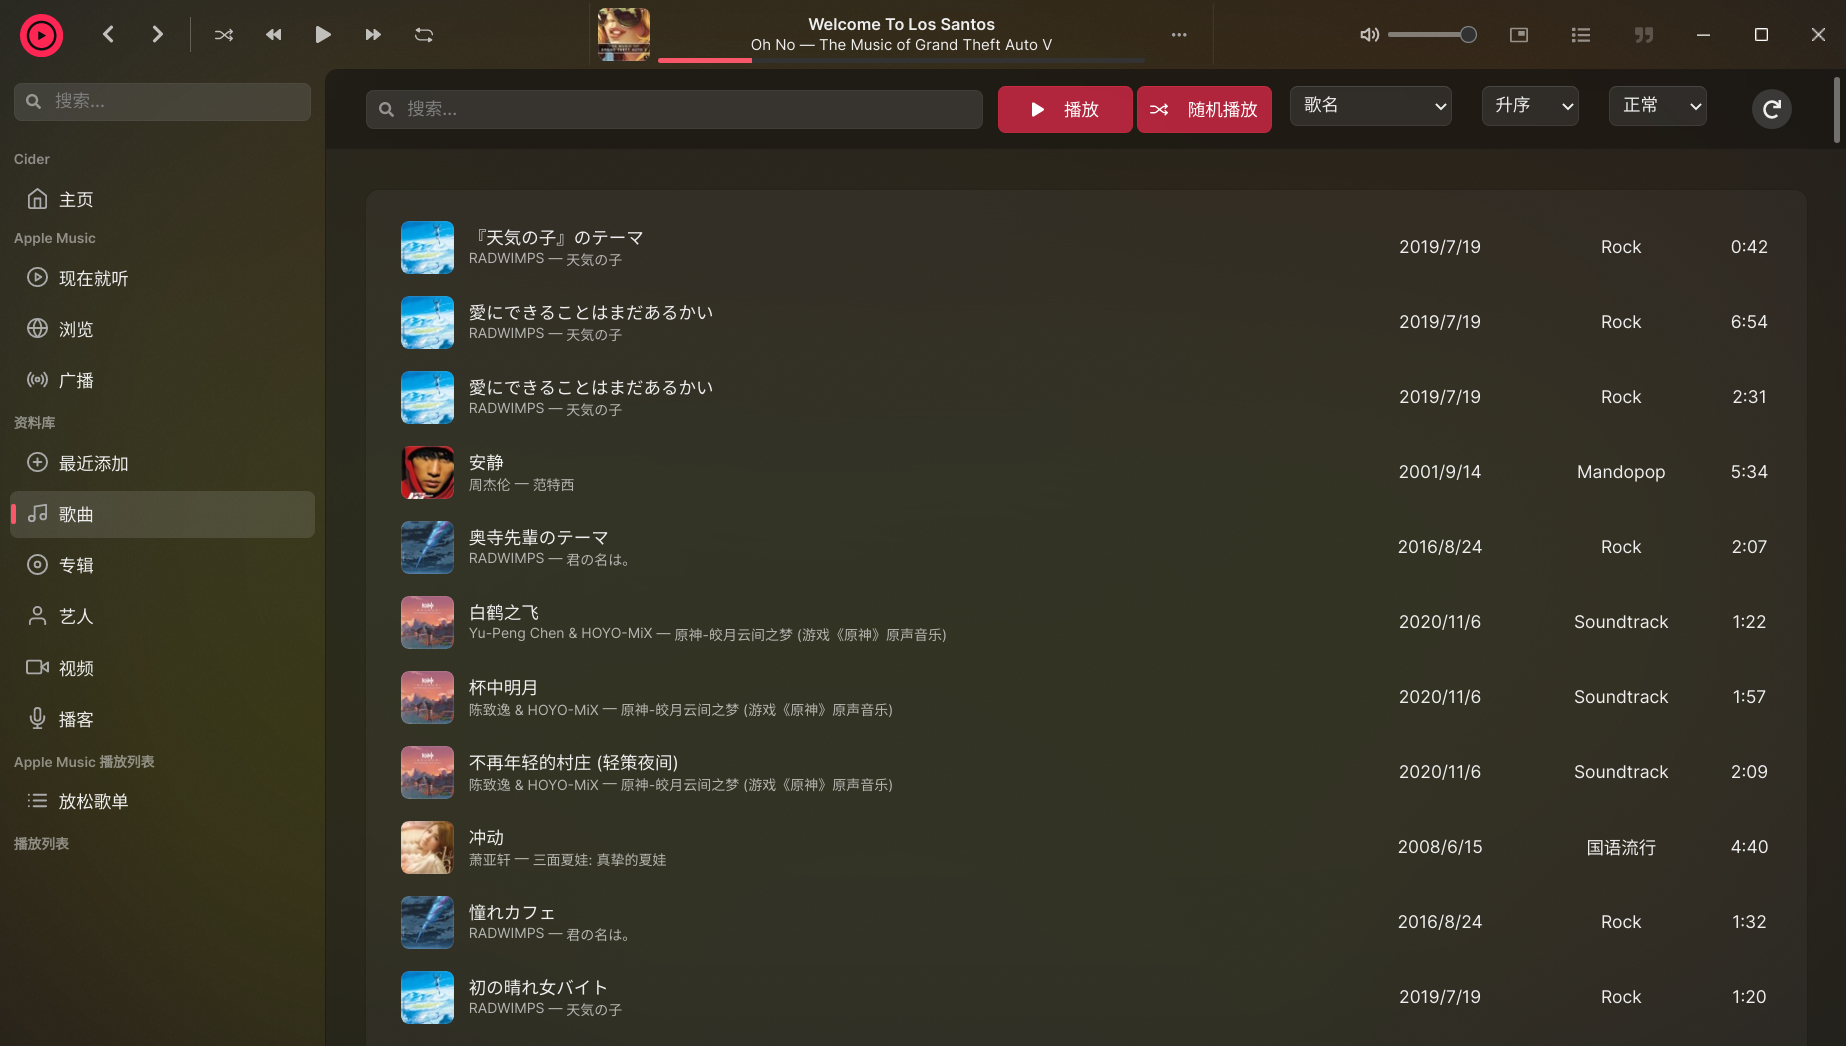 Welcome To Los Santos
Oh No — The Music of Grand Theft Auto V
搜索...
Cider
主页
Apple Music
现在就听
浏览
广播
资料库
最近添加
歌曲
专辑
艺人
视频
播客
Apple Music 播放列表
放松歌单
播放列表
搜索...
播放
随机播放
歌名
升序
正常
『天気の子』のテーマ
RADWIMPS — 天気の子
2019/7/19
Rock
0:42
愛にできることはまだあるかい
RADWIMPS — 天気の子
2019/7/19
Rock
6:54
愛にできることはまだあるかい
RADWIMPS — 天気の子
2019/7/19
Rock
2:31
安静
周杰伦 — 范特西
2001/9/14
Mandopop
5:34
奥寺先輩のテーマ
RADWIMPS — 君の名は。
2016/8/24
Rock
2:07
白鹤之飞
Yu-Peng Chen & HOYO-MiX — 原神-皎月云间之梦 (游戏《原神》原声音乐)
2020/11/6
Soundtrack
1:22
杯中明月
陈致逸 & HOYO-MiX — 原神-皎月云间之梦 (游戏《原神》原声音乐)
2020/11/6
Soundtrack
1:57
不再年轻的村庄 (轻策夜间)
陈致逸 & HOYO-MiX — 原神-皎月云间之梦 (游戏《原神》原声音乐)
2020/11/6
Soundtrack
2:09
冲动
萧亚轩 — 三面夏娃: 真挚的夏娃
2008/6/15
国语流行
4:40
憧れカフェ
RADWIMPS — 君の名は。
2016/8/24
Rock
1:32
初の晴れ女バイト
RADWIMPS — 天気の子
2019/7/19
Rock
1:20